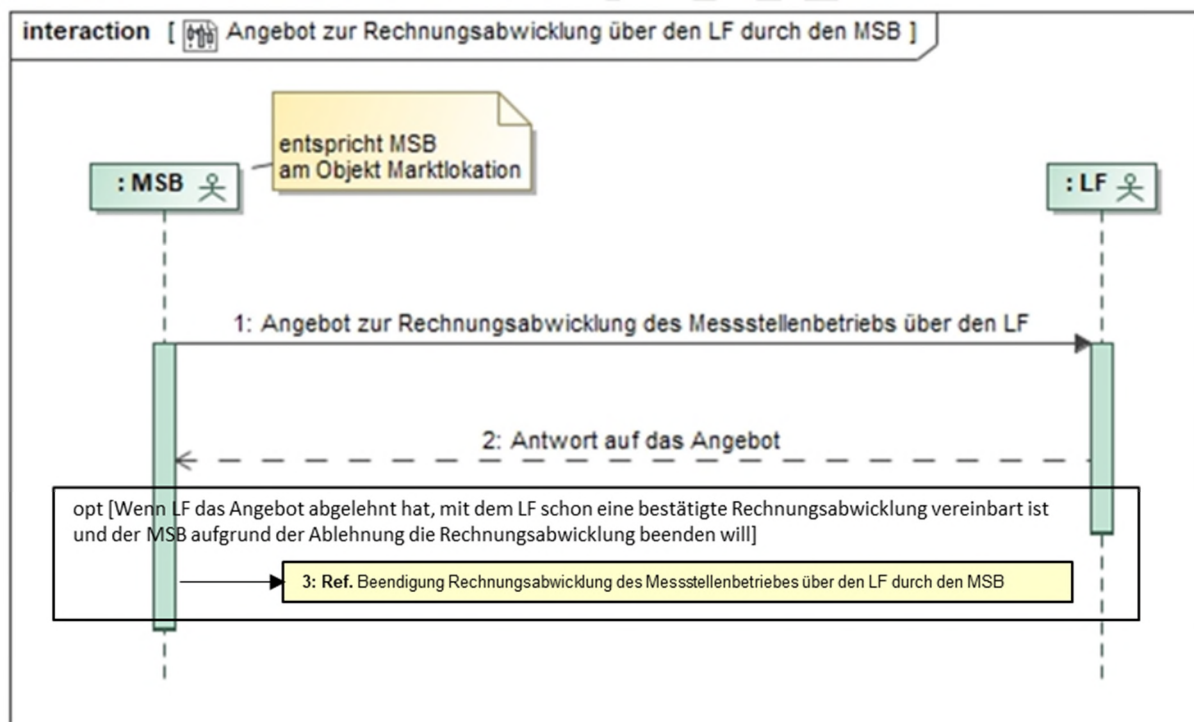 interaction [ Angebot zur Rechnungsabwicklung über den LF durch den MSB ]
entspricht MSB
am Objekt Marktlokation
: MSB
: LF
1: Angebot zur Rechnungsabwicklung des Messstellenbetriebs über den LF
2: Antwort auf das Angebot
opt [Wenn LF das Angebot abgelehnt hat, mit dem LF schon eine bestätigte Rechnungsabwicklung vereinbart ist
und der MSB aufgrund der Ablehnung die Rechnungsabwicklung beenden will]
3: Ref. Beendigung Rechnungsabwicklung des Messstellenbetriebes über den LF durch den MSB